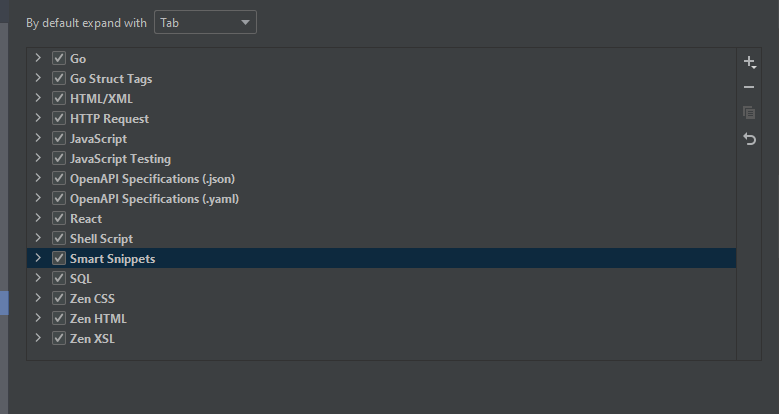 By default expand with Tab
Go
Go Struct Tags
HTML/XML
HTTP Request
JavaScript
JavaScript Testing
OpenAPI Specifications (.json)
OpenAPI Specifications (.yaml)
React
Shell Script
Smart Snippets
SQL
Zen CSS
Zen HTML
Zen XSL